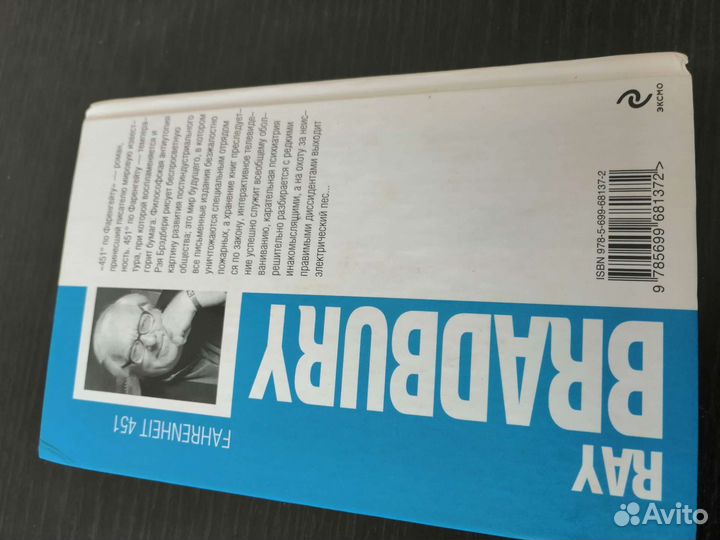 «451° по Фаренгейту» — роман,
принесший писателю мировую извест-
ность. 451° по Фаренгейту — темпера-
тура, при которой воспламеняется и
горит бумага. Философская антиутопия
Рэя Брэдбери рисует беспросветную
картину развития постиндустриального
общества; это мир будущего, в котором
все письменные издания безжалостно
уничтожаются специальным отрядом
пожарных, а хранение книг преследует-
ся по закону, интерактивное телевиде-
ние успешно служит всеобщему обол-
ваниванию, карательная психиатрия
решительно разбирается с редкими
инакомыслящими, а на охоту за неис-
правимыми диссидентами выходит
электрический пес...
ЭКСМО
ISBN 978-5-699-68137-2
9 785699 681372>
RAY
BRADBURY
FAHRENHEIT 451
Avito